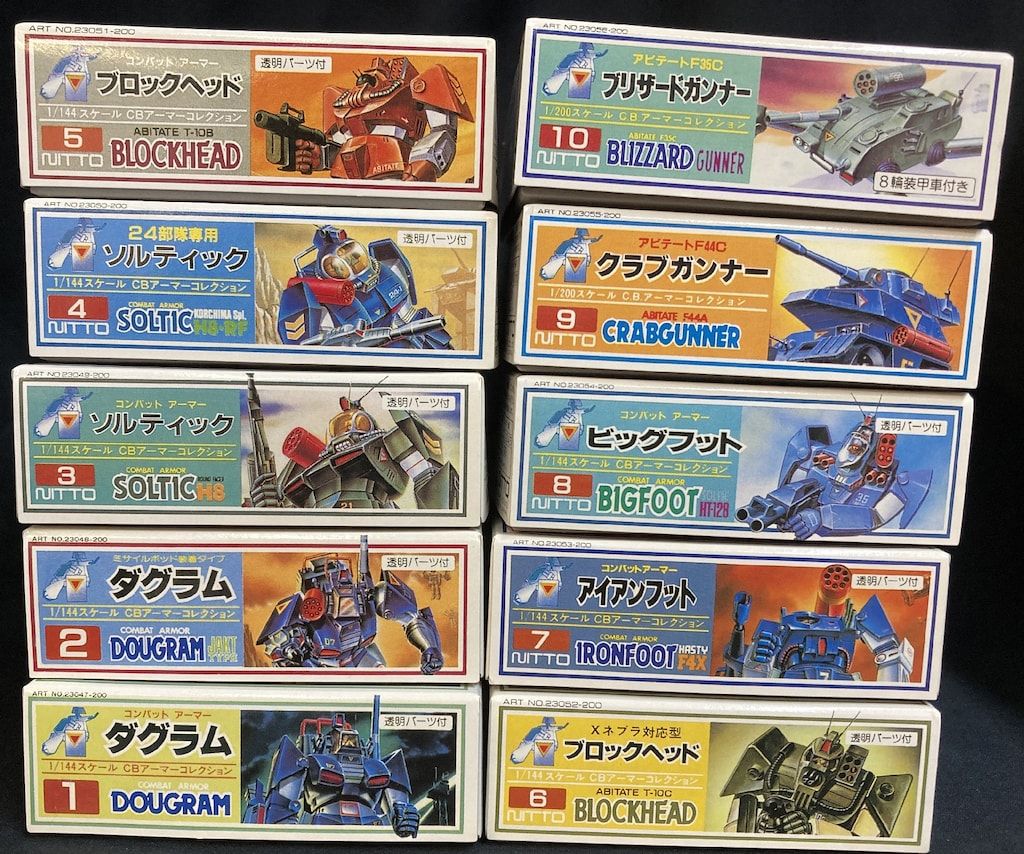 ART NO.23051-200
コンバット アーマー
ブロックヘッド
1/144スケール CBアーマーコレクション
5
NITTO
ABITATE T-10B
BLOCKHEAD
透明パーツ付
ABITATE
ART NO.23050-200
24部隊専用
ソルティック
1/144スケール CBアーマーコレクション
4
NITTO
COMBAT ARMOR
SOLTIC
KORCHIMA Spl.
H8-RF
透明パーツ付
ART NO.23049-200
コンバット アーマー
ソルティック
1/144スケール CBアーマーコレクション
3
NITTO
COMBAT ARMOR
SOLTIC
ROUND FACER
H8
透明パーツ付
21
ART NO.23048-200
ミサイルポッド装着タイプ
ダグラム
1/144スケール CBアーマーコレクション
2
NITTO
COMBAT ARMOR
DOUGRAM
JAKT
TYPE
透明パーツ付
ART NO.23047-200
コンバット アーマー
ダグラム
1/144スケール CBアーマーコレクション
1
NITTO
COMBAT ARMOR
DOUGRAM
透明パーツ付
ART NO.23056-200
アビテートF35C
ブリザードガンナー
1/200スケール C.B.アーマーコレクション
10
NITTO
ABITATE F35C
BLIZZARD GUNNER
8輪装甲車付き
ART NO.23055-200
アビテートF44C
クラブガンナー
1/200スケール C.B.アーマーコレクション
9
NITTO
ABITATE F44A
CRABGUNNER
ART NO.23054-200
コンバット アーマー
ビッグフット
1/144スケール CBアーマーコレクション
8
NITTO
COMBAT ARMOR
BIGFOOT
HT-128
透明パーツ付
35
ART NO.23053-200
コンバットアーマー
アイアンフット
1/144スケール CBアーマーコレクション
7
NITTO
COMBAT ARMOR
IRONFOOT
HASTY
F4X
透明パーツ付
ART NO.23052-200
Xネブラ対応型
ブロックヘッド
1/144スケール CBアーマーコレクション
6
NITTO
ABITATE T-10C
BLOCKHEAD
透明パーツ付